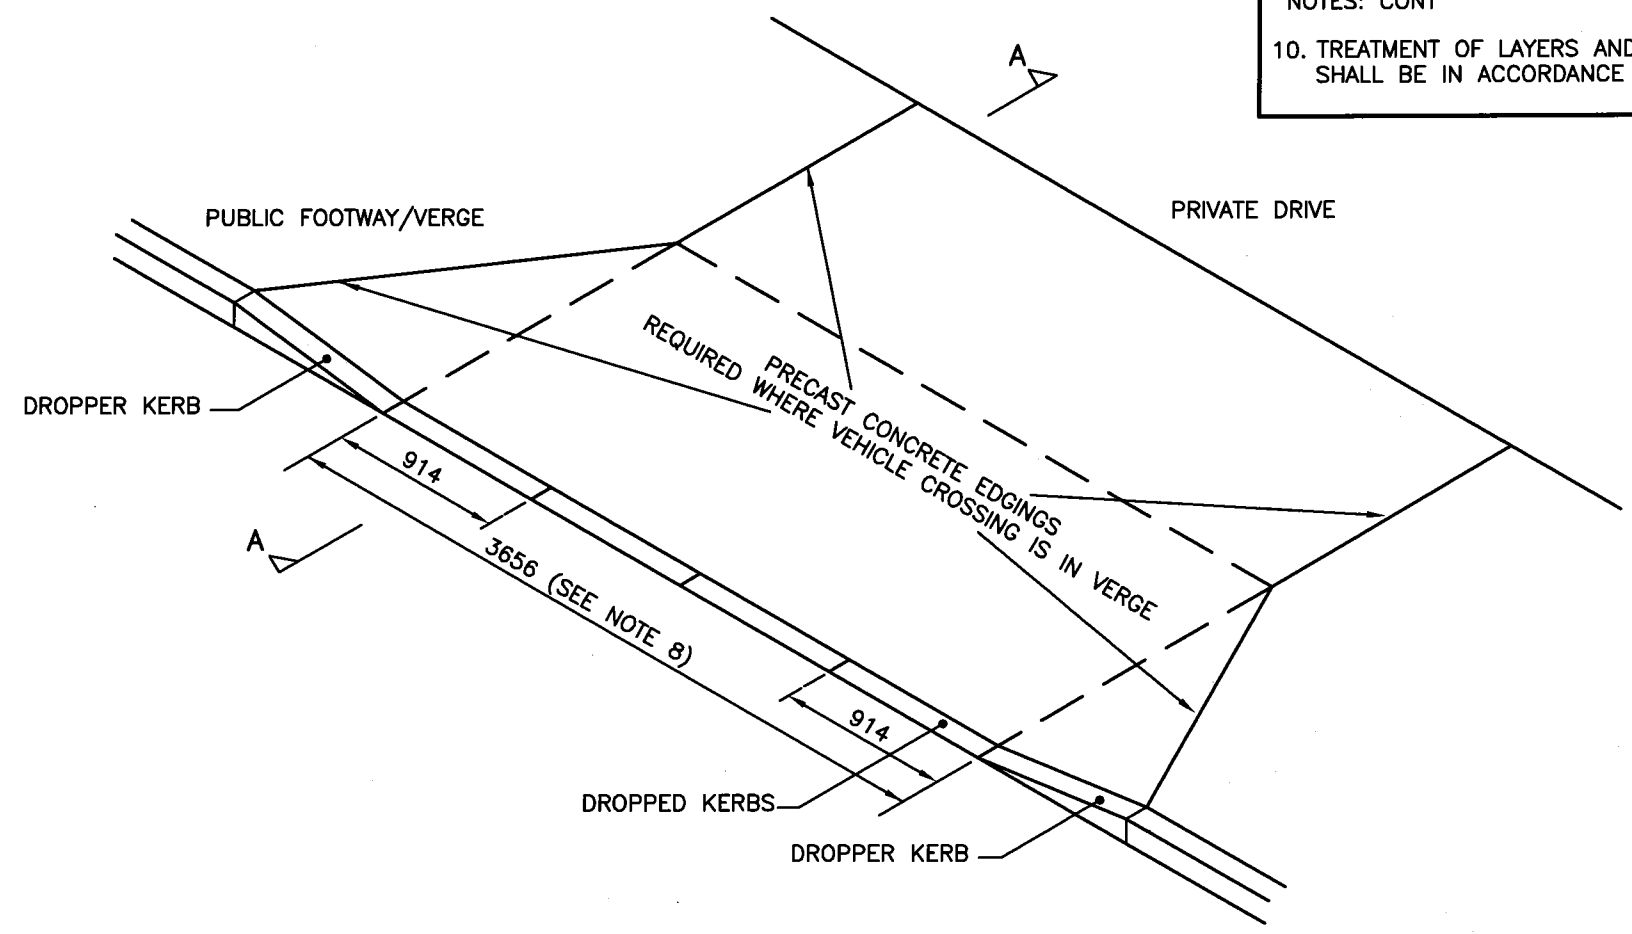 NOTES: CONT
10. TREATMENT OF LAYERS AND
SHALL BE IN ACCORDANCE
A
PUBLIC FOOTWAY/VERGE
PRIVATE DRIVE
PRECAST CONCRETE EDGINGS
REQUIRED WHERE VEHICLE CROSSING IS IN VERGE
DROPPER KERB
914
A
3656 (SEE NOTE 8)
914
DROPPED KERBS
DROPPER KERB